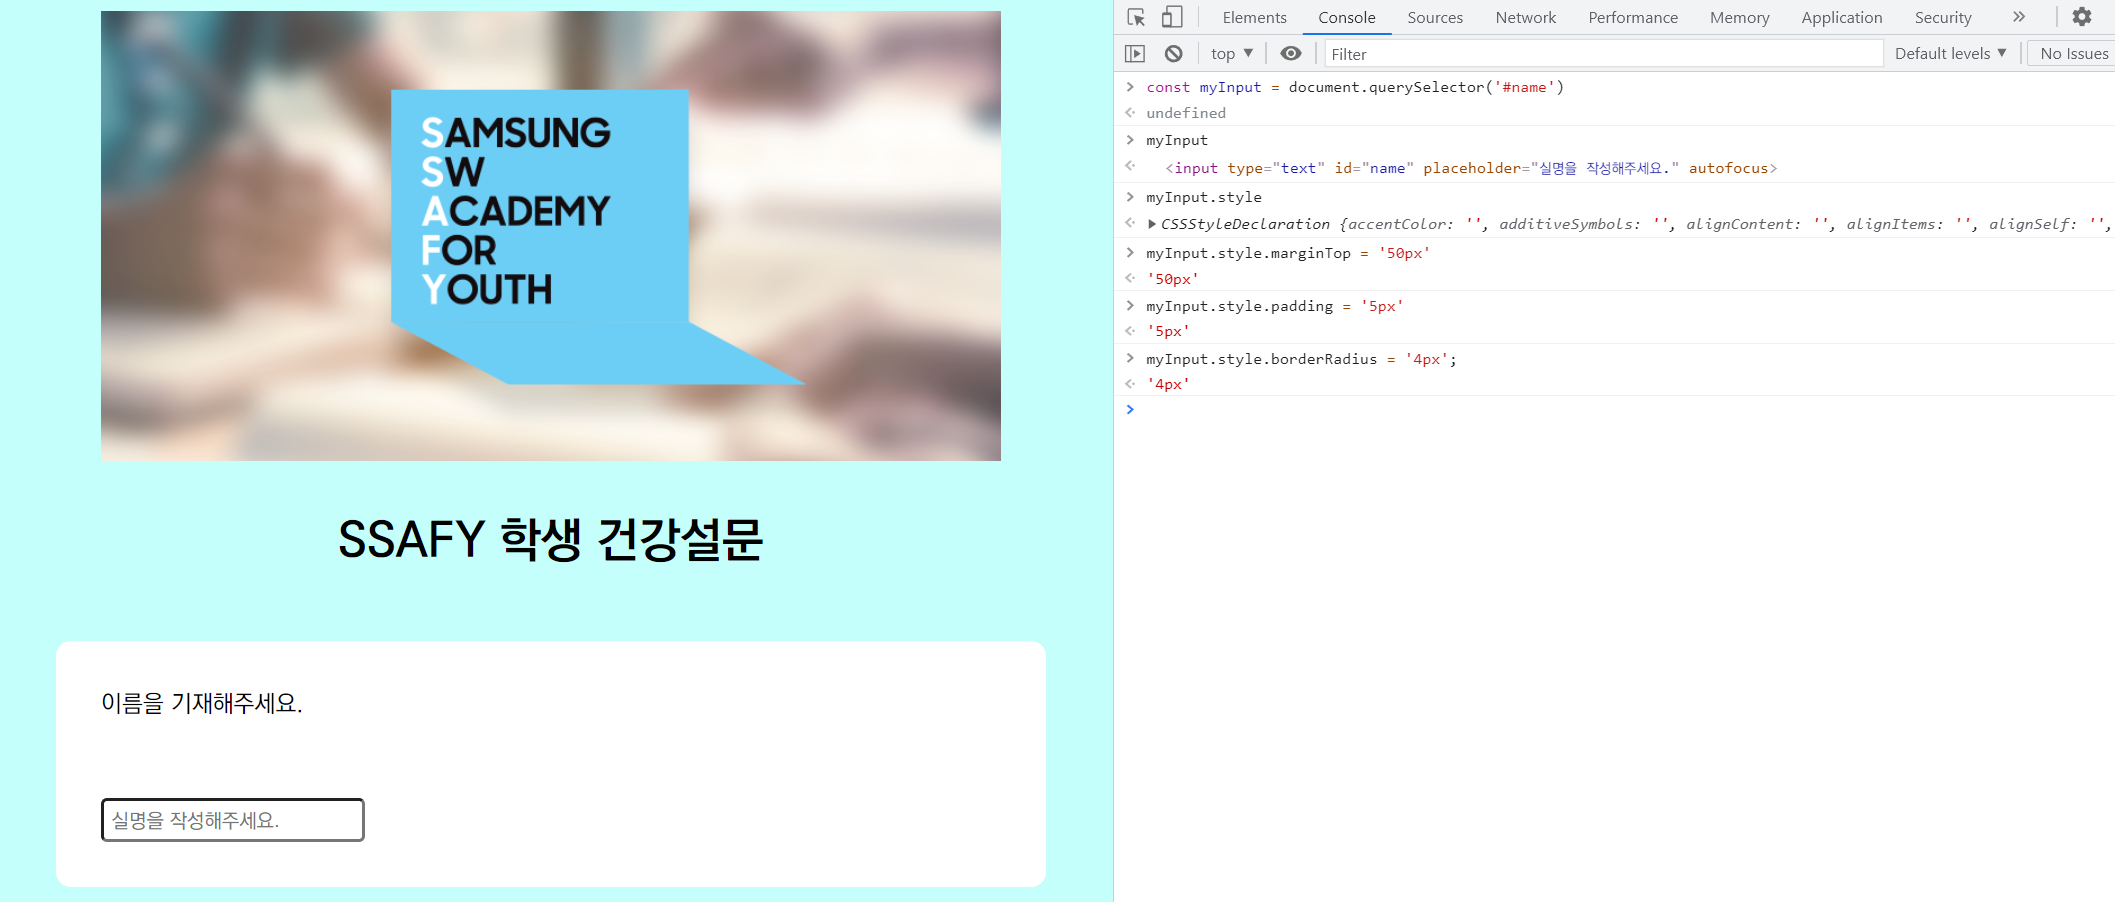 SAMSUNG
SW
ACADEMY
FOR
YOUTH
SSAFY 학생 건강설문
이름을 기재해주세요.
실명을 작성해주세요.
Elements Console Sources Network Performance Memory Application Security
top Filter Default levels No Issues
const myInput = document.querySelector('#name')
undefined
myInput
<input type="text" id="name" placeholder="실명을 작성해주세요." autofocus>
myInput.style
CSSStyleDeclaration {accentColor: '', additiveSymbols: '', alignContent: '', alignItems: '', alignSelf: '',
myInput.style.marginTop = '50px'
'50px'
myInput.style.padding = '5px'
'5px'
myInput.style.borderRadius = '4px';
'4px'